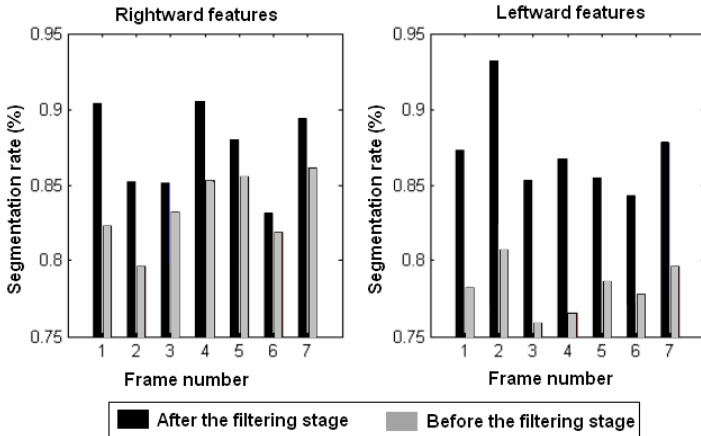 Rightward features
0.95
0.9
0.85
0.8
0.75
Segmentation rate (%)
1 2 3 4 5 6 7
Frame number
Leftward features
0.95
0.9
0.85
0.8
0.75
Segmentation rate (%)
1 2 3 4 5 6 7
Frame number
After the filtering stage
Before the filtering stage